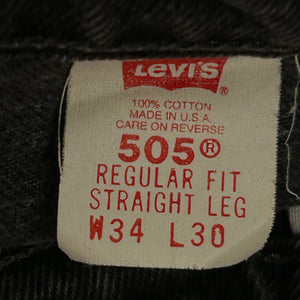 Levi's®
100% COTTON
MADE IN U.S.A.
CARE ON REVERSE
505®
REGULAR FIT
STRAIGHT LEG
W34 L30